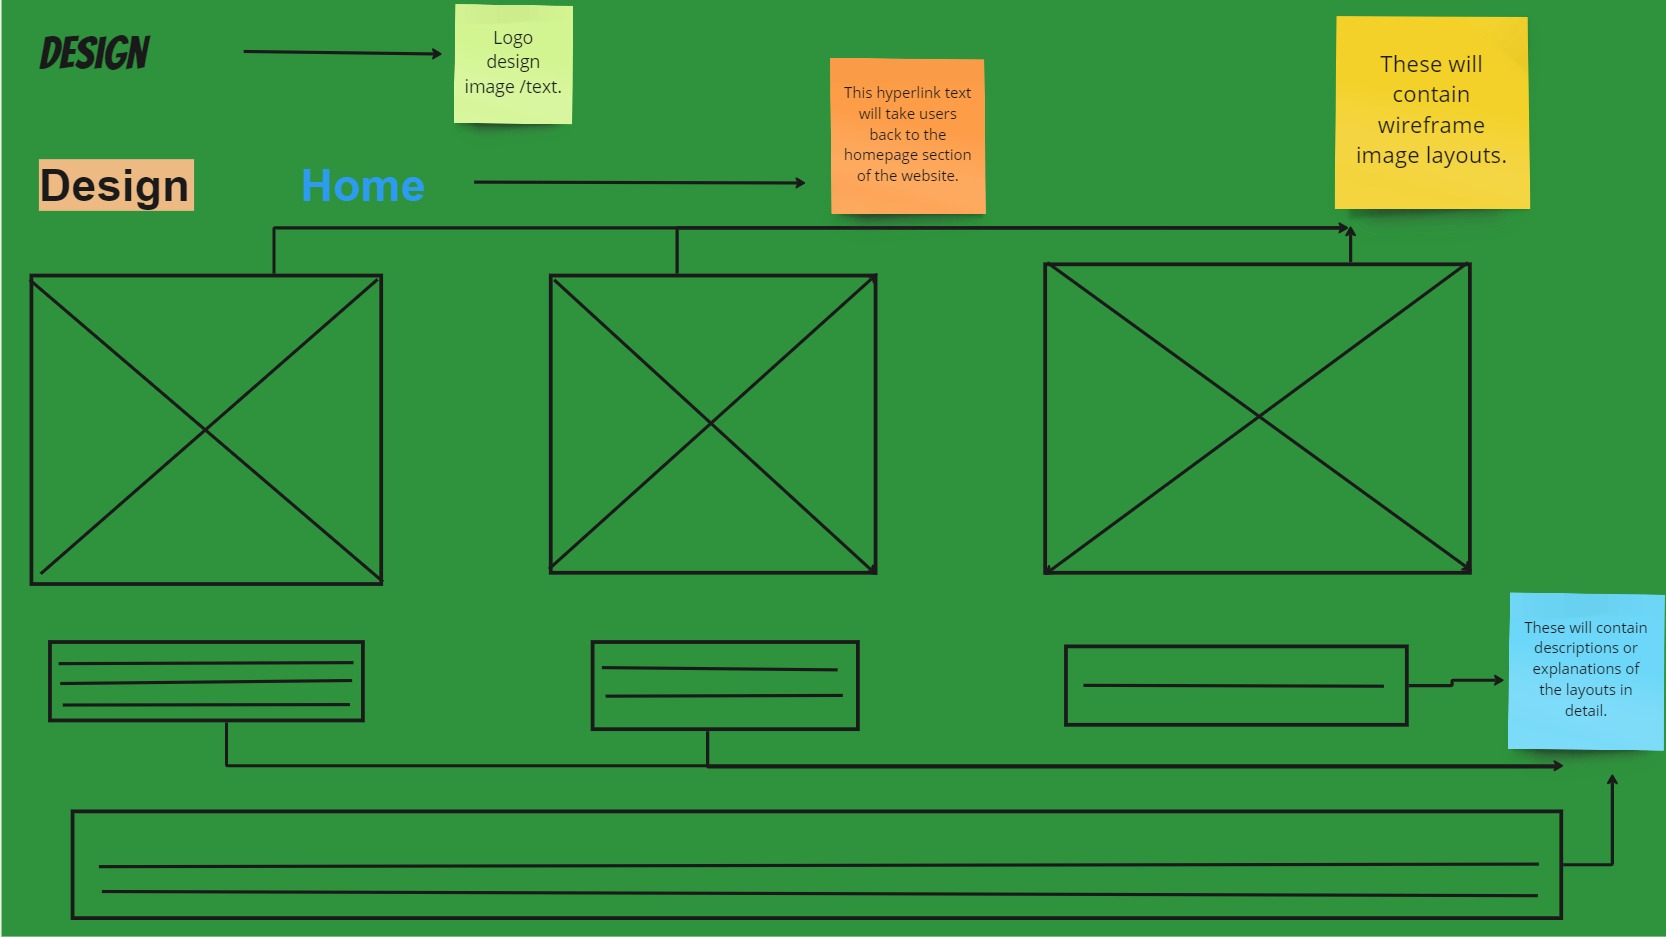 DESIGN
Logo
design
image /text.
This hyperlink text
will take users
back to the
homepage section
of the website.
These will
contain
wireframe
image layouts.
Design
Home
These will contain
descriptions or
explanations of
the layouts in
detail.